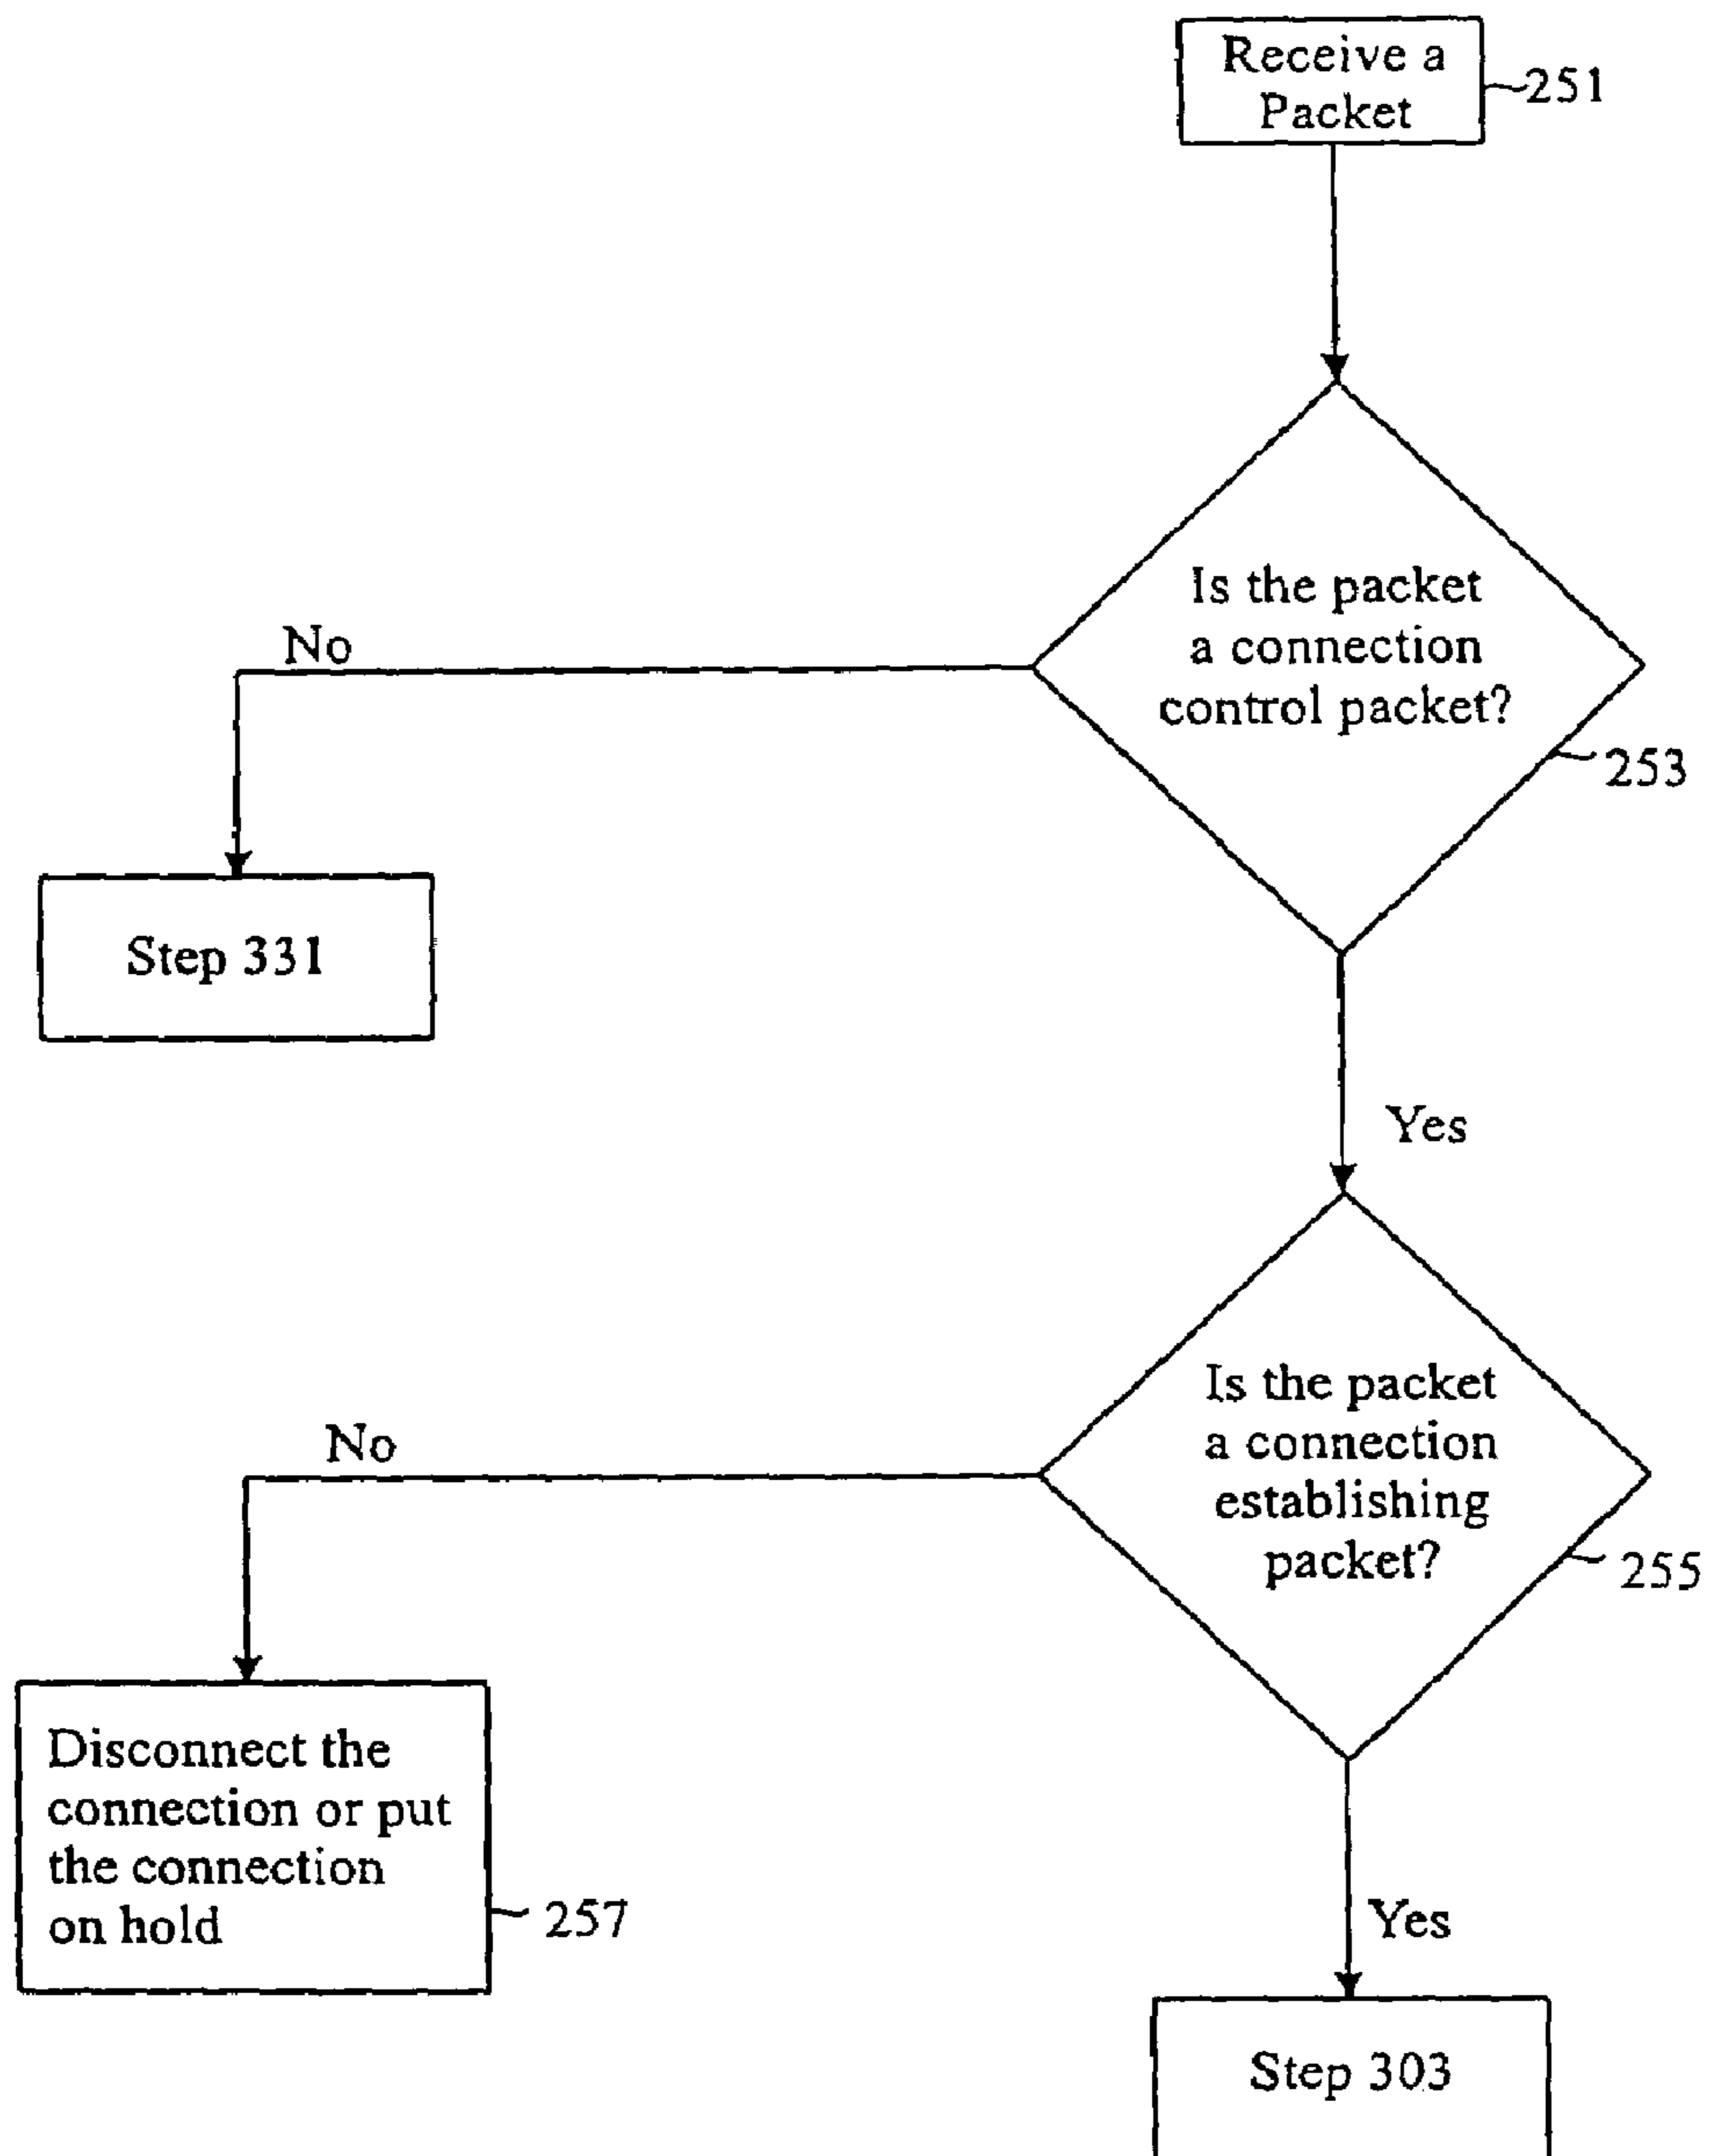 Receive a
Packet
251
Is the packet
a connection
control packet?
253
No
Step 331
Yes
Is the packet
a connection
establishing
packet?
255
No
Disconnect the
connection or put
the connection
on hold
257
Yes
Step 303